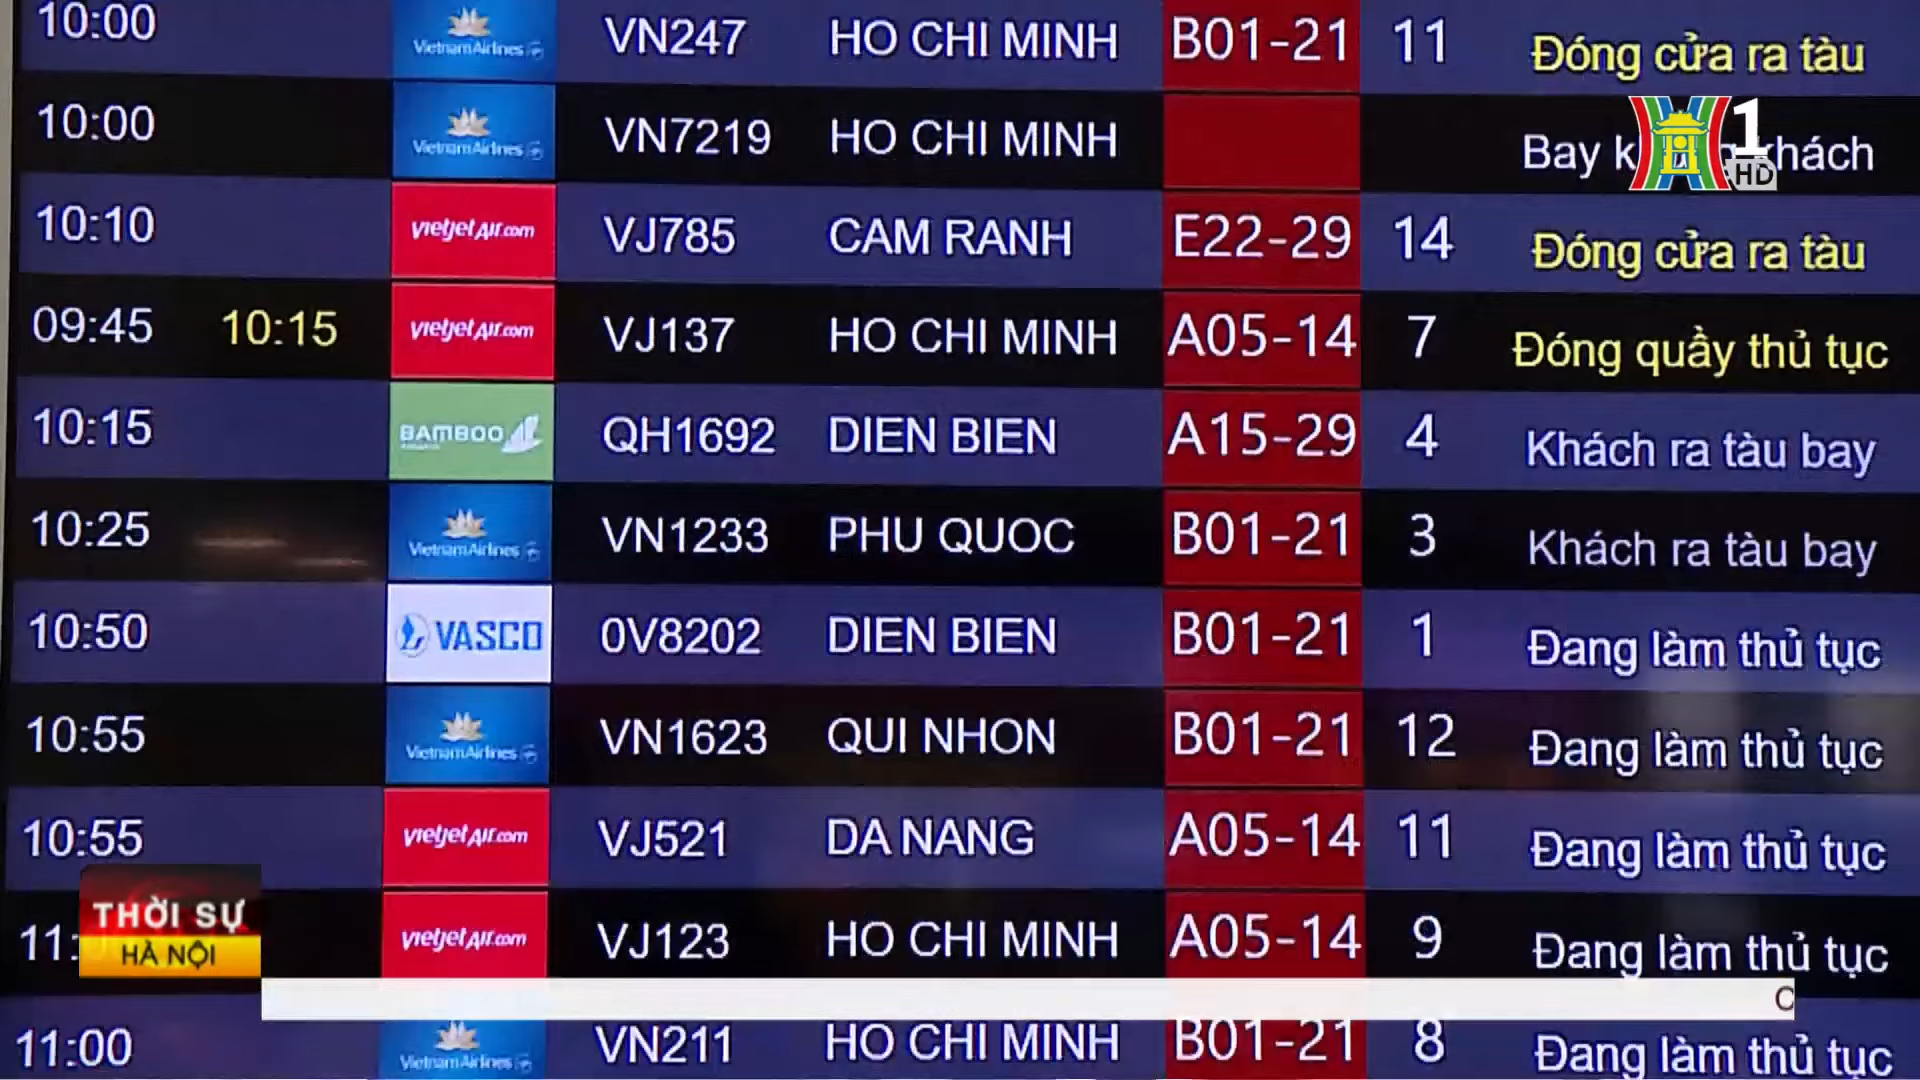 10:00 VietnamAirlines VN247 HO CHI MINH B01-21 11 Đóng cửa ra tàu
10:00 VietnamAirlines VN7219 HO CHI MINH Bay khách
1
HD
10:10 vietjetAir.com VJ785 CAM RANH E22-29 14 Đóng cửa ra tàu
09:45 10:15 vietjetAir.com VJ137 HO CHI MINH A05-14 7 Đóng quầy thủ tục
10:15 BAMBOO QH1692 DIEN BIEN A15-29 4 Khách ra tàu bay
10:25 VietnamAirlines VN1233 PHU QUOC B01-21 3 Khách ra tàu bay
10:50 VASCO 0V8202 DIEN BIEN B01-21 1 Đang làm thủ tục
10:55 VietnamAirlines VN1623 QUI NHON B01-21 12 Đang làm thủ tục
10:55 vietjetAir.com VJ521 DA NANG A05-14 11 Đang làm thủ tục
11: vietjetAir.com VJ123 HO CHI MINH A05-14 9 Đang làm thủ tục
THỜI SỰ
HÀ NỘI
11:00 VietnamAirlines VN211 HO CHI MINH B01-21 8 Đang làm thủ tục